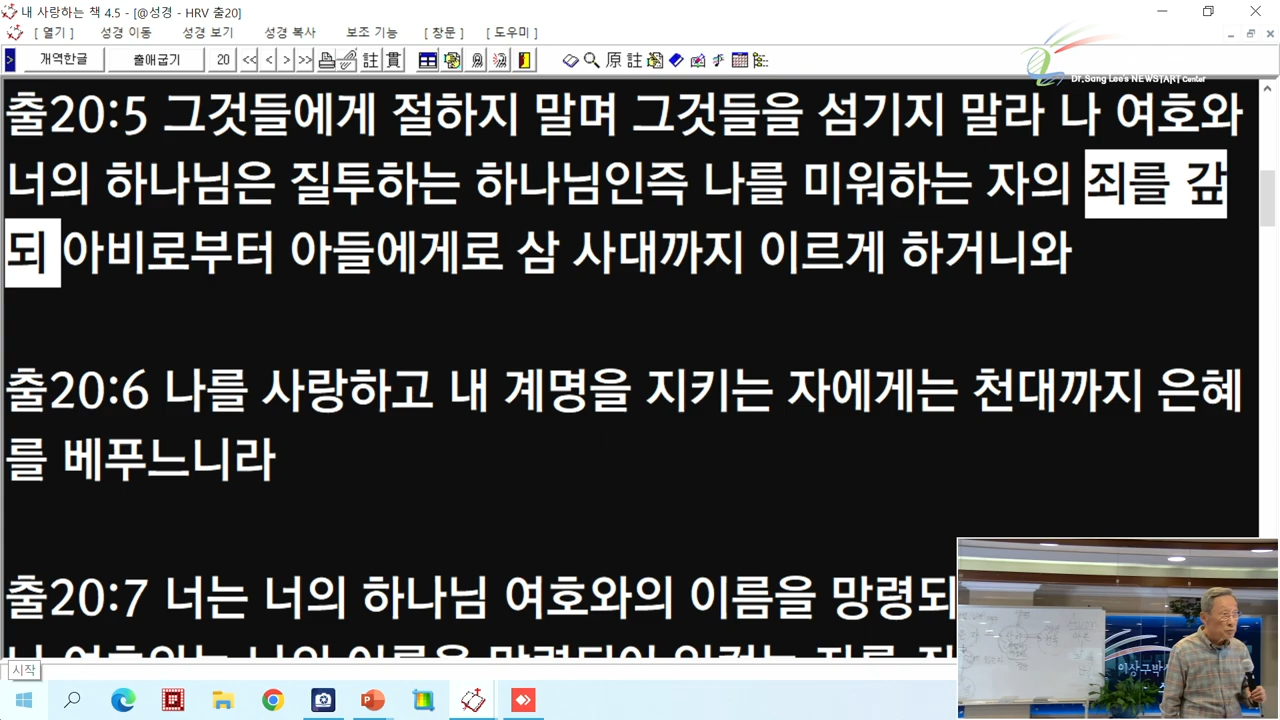 내 사랑하는 책 4.5 - [@성경 - HRV 출20]
[ 열기 ] 성경 이동 성경 보기 성경 복사 보조 기능 [ 창문 ] [ 도우미 ]
> 개역한글 출애굽기 20 << < > >> 註 貫 原 註
Dr.Sang Lee's NEWSTART Center
출20:5 그것들에게 절하지 말며 그것들을 섬기지 말라 나 여호와
너의 하나님은 질투하는 하나님인즉 나를 미워하는 자의 죄를 갚
되 아비로부터 아들에게로 삼 사대까지 이르게 하거니와
출20:6 나를 사랑하고 내 계명을 지키는 자에게는 천대까지 은혜
를 베푸느니라
출20:7 너는 너의 하나님 여호와의 이름을 망령되
시작
이상구박사